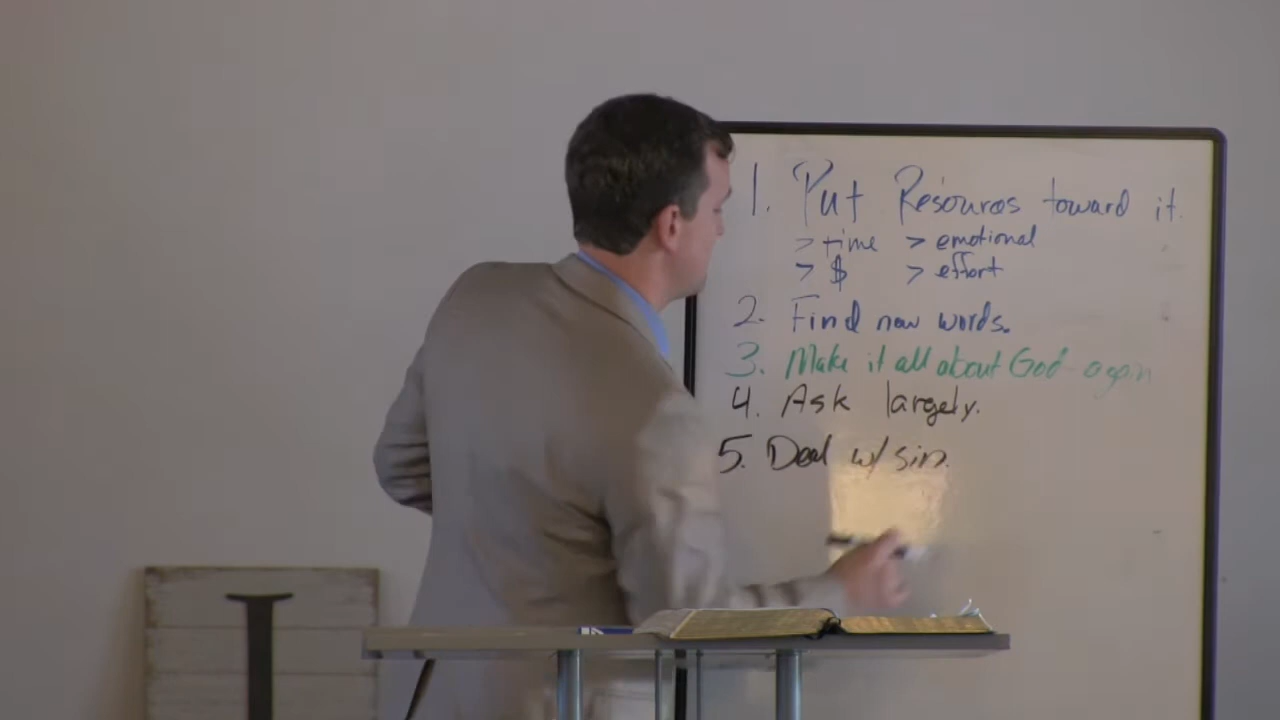 1. Put Resources toward it.
> time > emotional
> $ > effort
2. Find new words.
3. Make it all about God again
4. Ask largely.
5. Deal w/ sin.
I